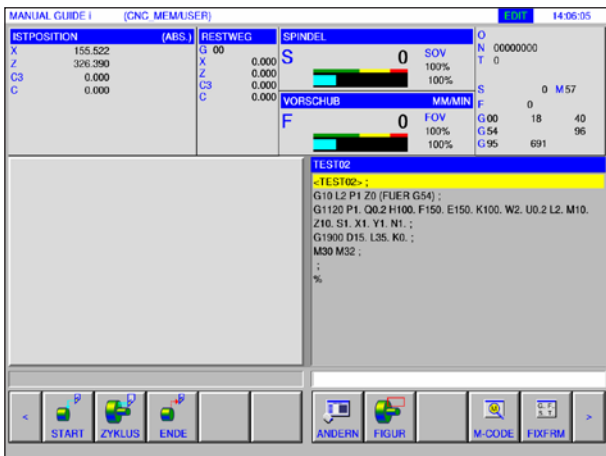 MANUAL GUIDE i (CNC_MEM/USER) EDIT 14:06:05
ISTPOSITION (ABS.)
X 155.522
Z 326.390
C3 0.000
C 0.000
RESTWEG
G 00
X 0.000
Z 0.000
C3 0.000
C 0.000
SPINDEL
S 0 SOV
100%
100%
VORSCHUB MM/MIN
F 0 FOV
100%
100%
O
N 00000000
T 0
S 0 M57
F 0
G00 18 40
G54 96
G95 691
TEST02
<TEST02> ;
G10 L2 P1 Z0 (FUER G54) ;
G1120 P1. Q0.2 H100. F150. E150. K100. W2. U0.2 L2. M10.
Z10. S1. X1. Y1. N1. ;
G1900 D15. L35. K0. ;
M30 M32 ;
;
%
< START ZYKLUS ENDE ANDERN FIGUR M-CODE FIXFRM >